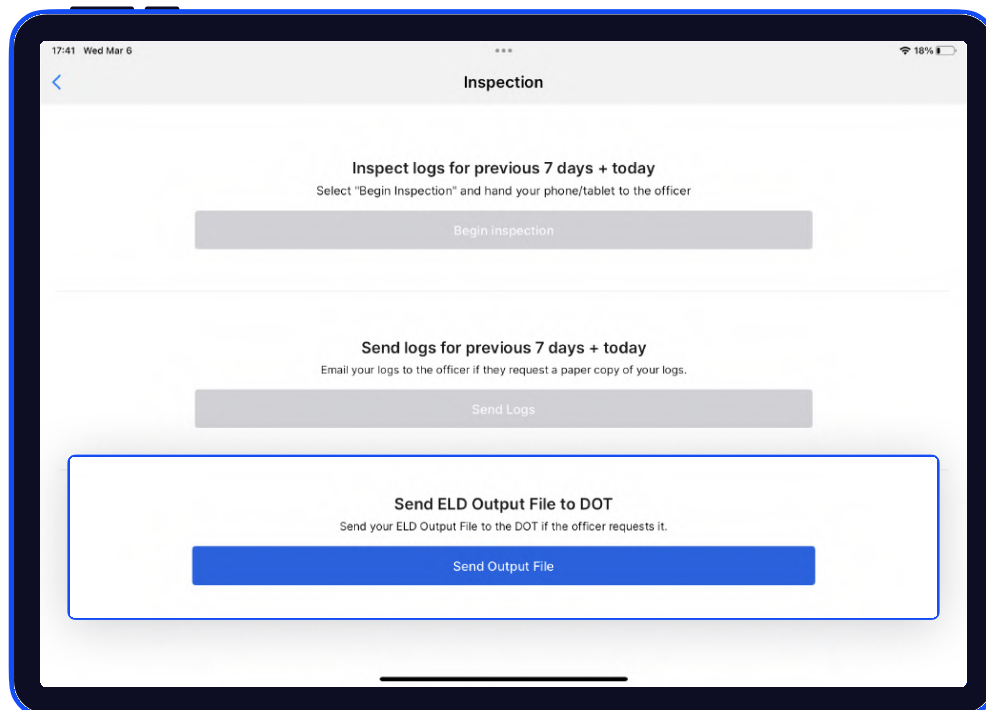 17:41 Wed Mar 6
18%
Inspection
Inspect logs for previous 7 days + today
Select "Begin Inspection" and hand your phone/tablet to the officer
Begin inspection
Send logs for previous 7 days + today
Email your logs to the officer if they request a paper copy of your logs.
Send Logs
Send ELD Output File to DOT
Send your ELD Output File to the DOT if the officer requests it.
Send Output File